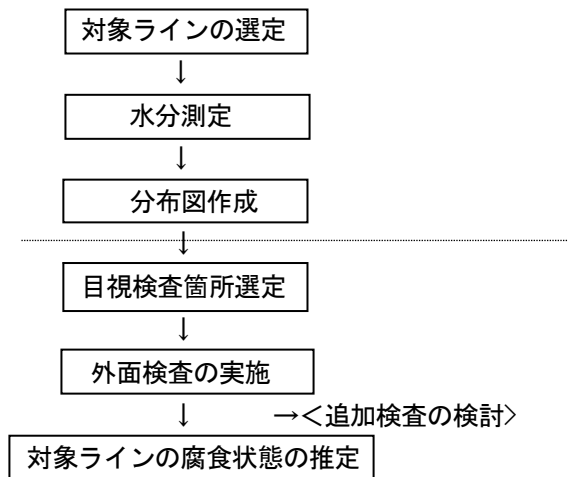 対象ラインの選定
↓
水分測定
↓
分布図作成
↓
目視検査箇所選定
↓
外面検査の実施
↓ →<追加検査の検討>
対象ラインの腐食状態の推定